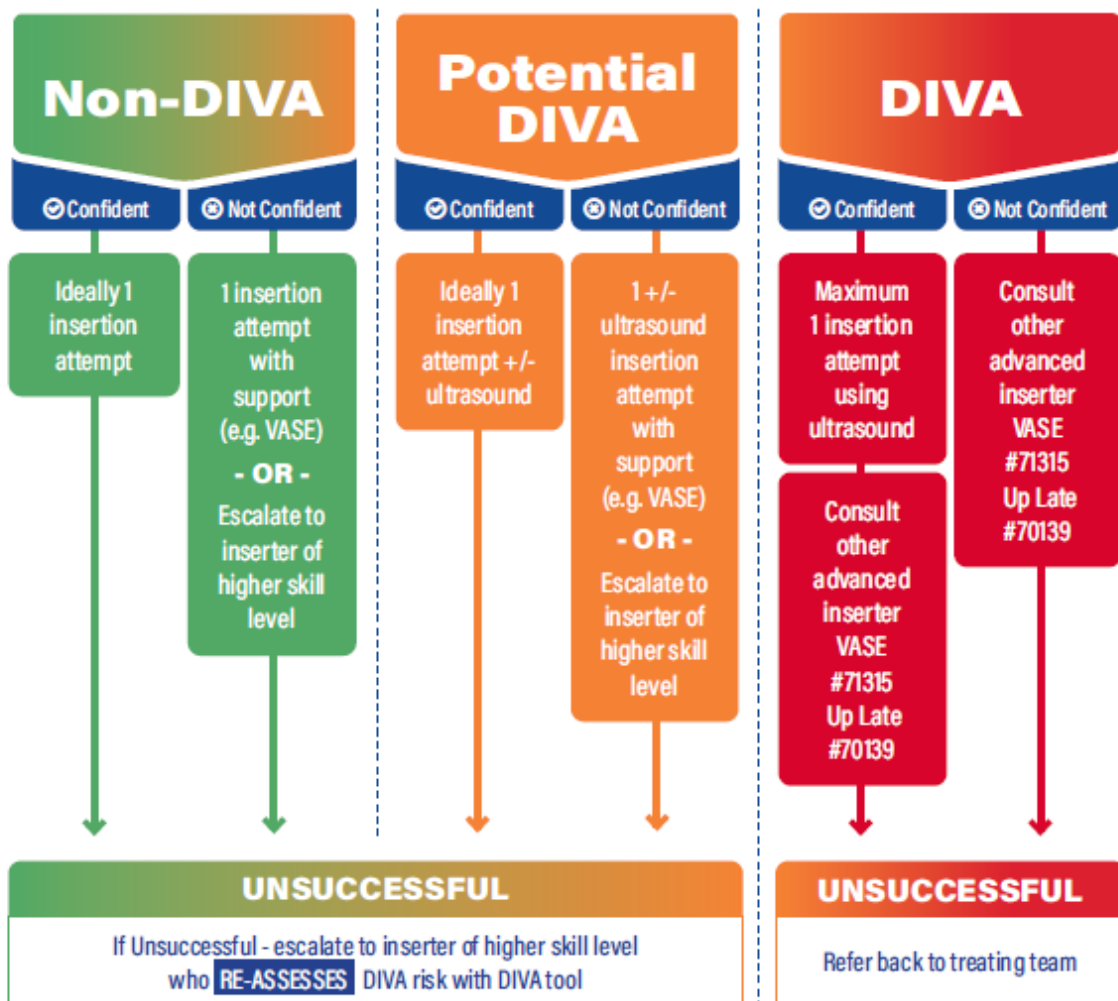 Non-DIVA
Confident
Not Confident
Ideally 1
insertion
attempt
1 insertion
attempt
with
support
(e.g. VASE)
- OR -
Escalate to
inserter of
higher skill
level
Potential
DIVA
Confident
Not Confident
Ideally 1
insertion
attempt +/-
ultrasound
1 +/-
ultrasound
insertion
attempt
with
support
(e.g. VASE)
- OR -
Escalate to
inserter of
higher skill
level
DIVA
Confident
Not Confident
Maximum
1 insertion
attempt
using
ultrasound
Consult
other
advanced
inserter
VASE
#71315
Up Late
#70139
Consult
other
advanced
inserter
VASE
#71315
Up Late
#70139
UNSUCCESSFUL
If Unsuccessful - escalate to inserter of higher skill level
who RE-ASSESSES DIVA risk with DIVA tool
UNSUCCESSFUL
Refer back to treating team